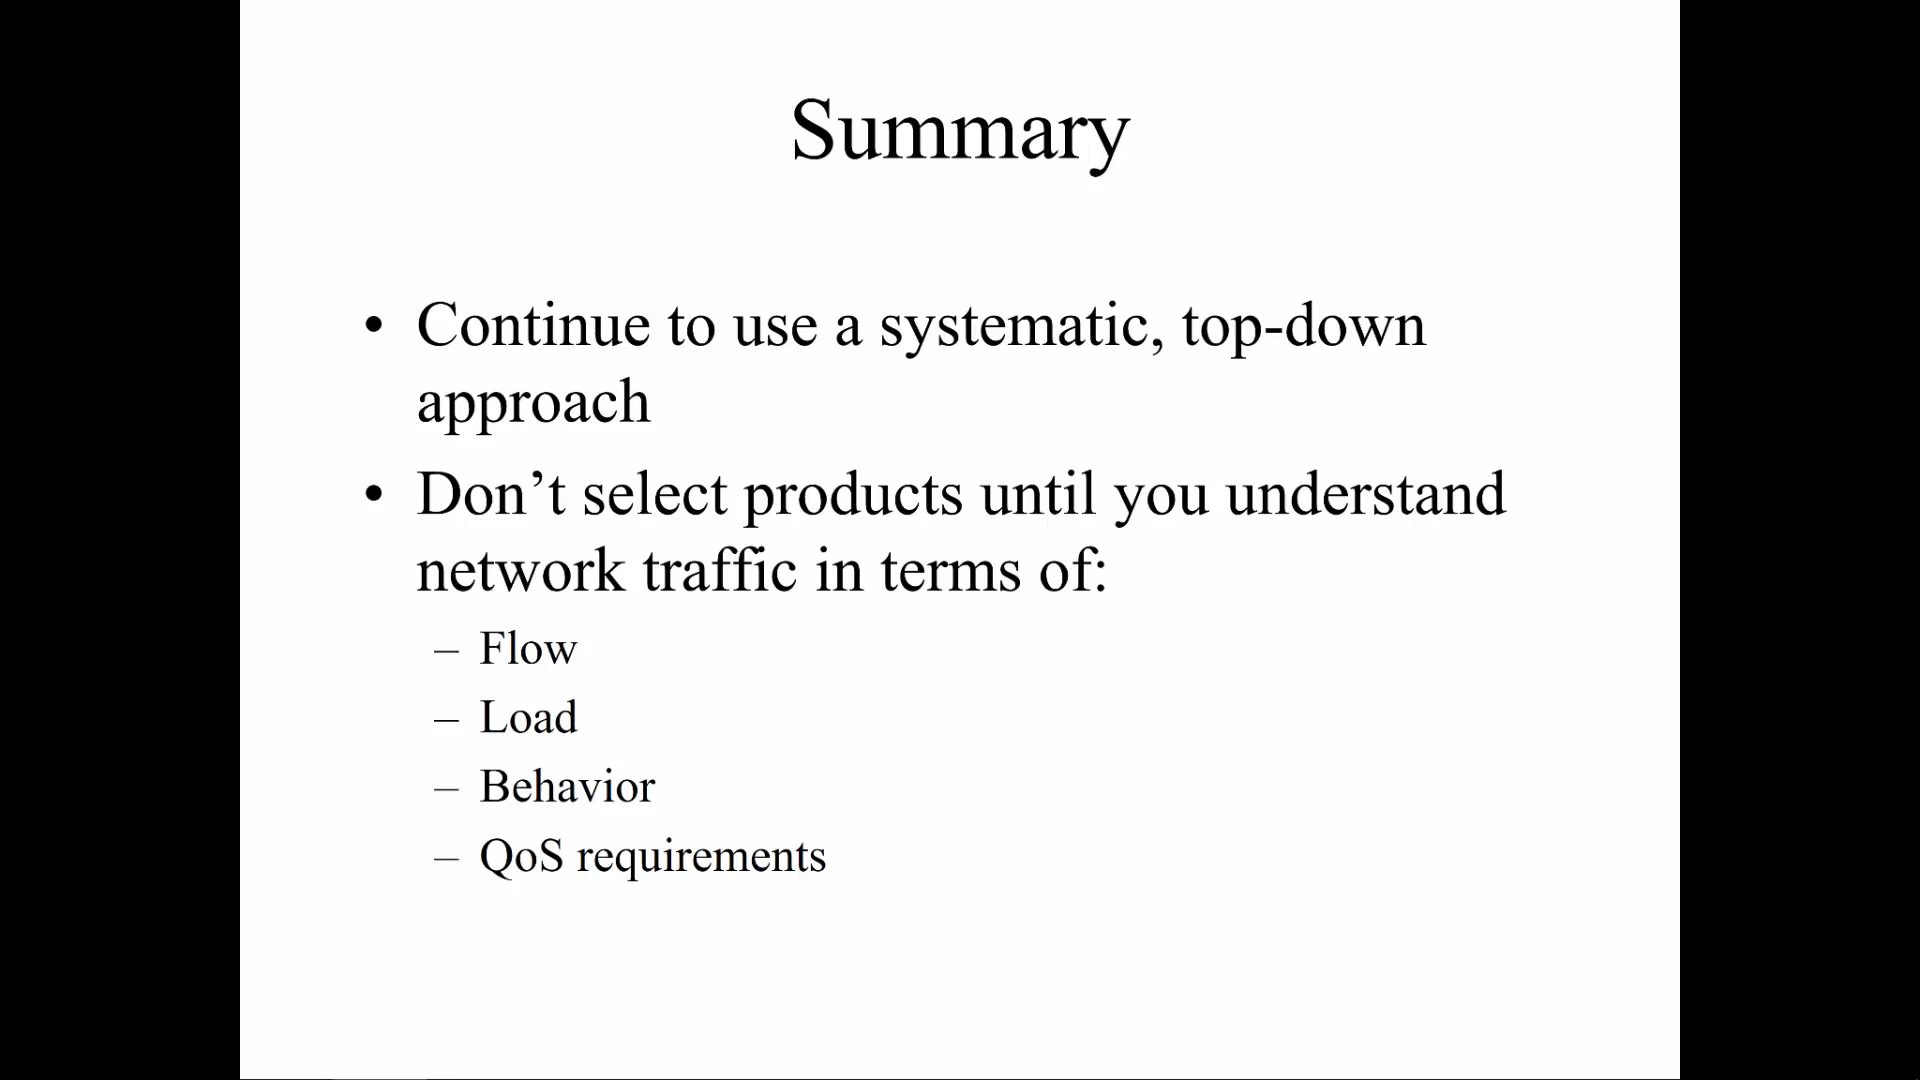 Summary
• Continue to use a systematic, top-down
approach
• Don’t select products until you understand
network traffic in terms of:
– Flow
– Load
– Behavior
– QoS requirements